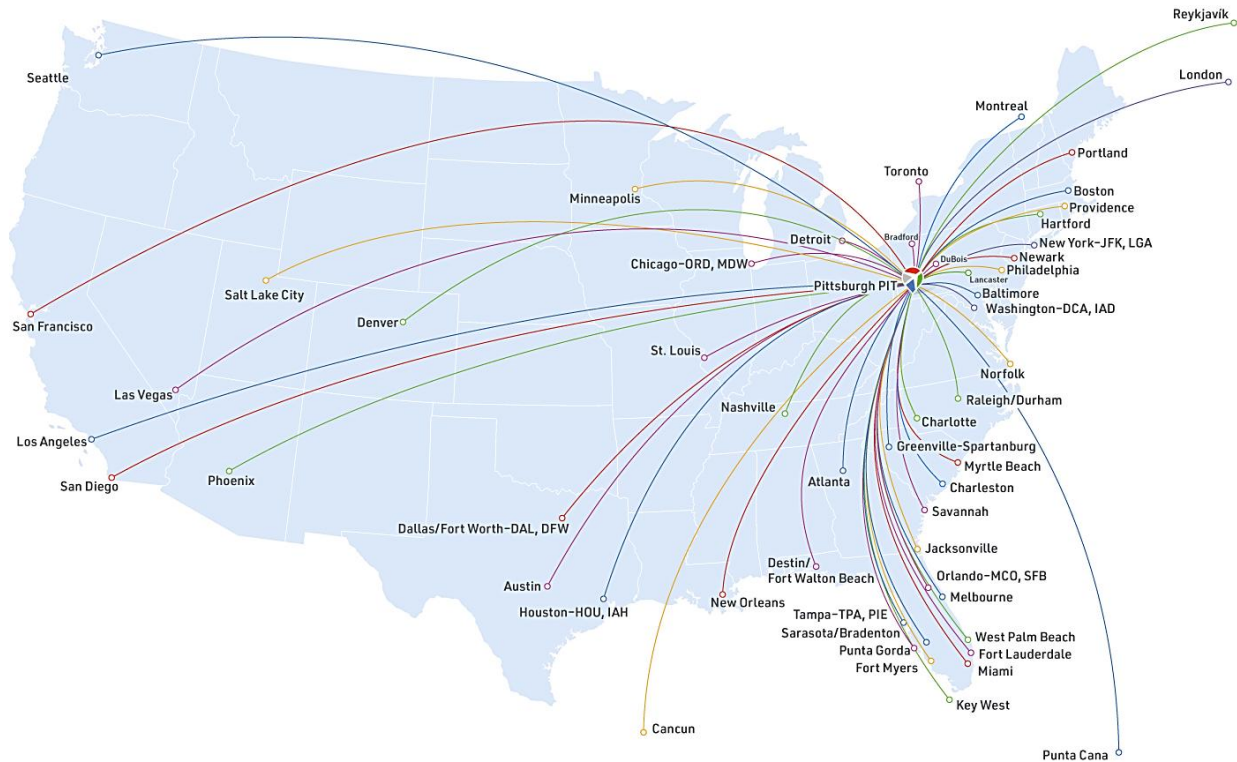 Reykjavík
London
Seattle
Montreal
Portland
Toronto
Minneapolis
Boston
Providence
Hartford
Bradford
Detroit
New York-JFK, LGA
DuBois
Newark
Chicago-ORD, MDW
Philadelphia
Lancaster
Pittsburgh PIT
Salt Lake City
Baltimore
Washington-DCA, IAD
San Francisco
Denver
St. Louis
Norfolk
Las Vegas
Raleigh/Durham
Nashville
Charlotte
Los Angeles
Greenville-Spartanburg
Myrtle Beach
San Diego
Phoenix
Atlanta
Charleston
Savannah
Dallas/Fort Worth-DAL, DFW
Jacksonville
Destin/
Fort Walton Beach
Orlando-MCO, SFB
Austin
Melbourne
New Orleans
Houston-HOU, IAH
Tampa-TPA, PIE
Sarasota/Bradenton
West Palm Beach
Punta Gorda
Fort Lauderdale
Fort Myers
Miami
Key West
Cancun
Punta Cana